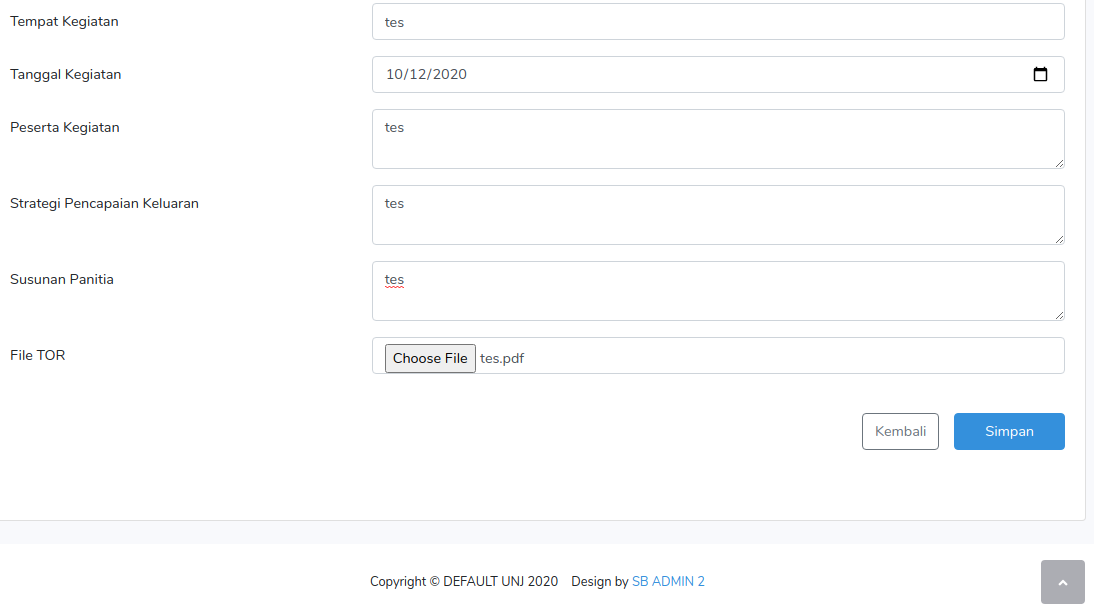 Tempat Kegiatan tes
Tanggal Kegiatan 10/12/2020
Peserta Kegiatan tes
Strategi Pencapaian Keluaran tes
Susunan Panitia tes
File TOR Choose File tes.pdf
Kembali Simpan
Copyright © DEFAULT UNJ 2020 Design by SB ADMIN 2